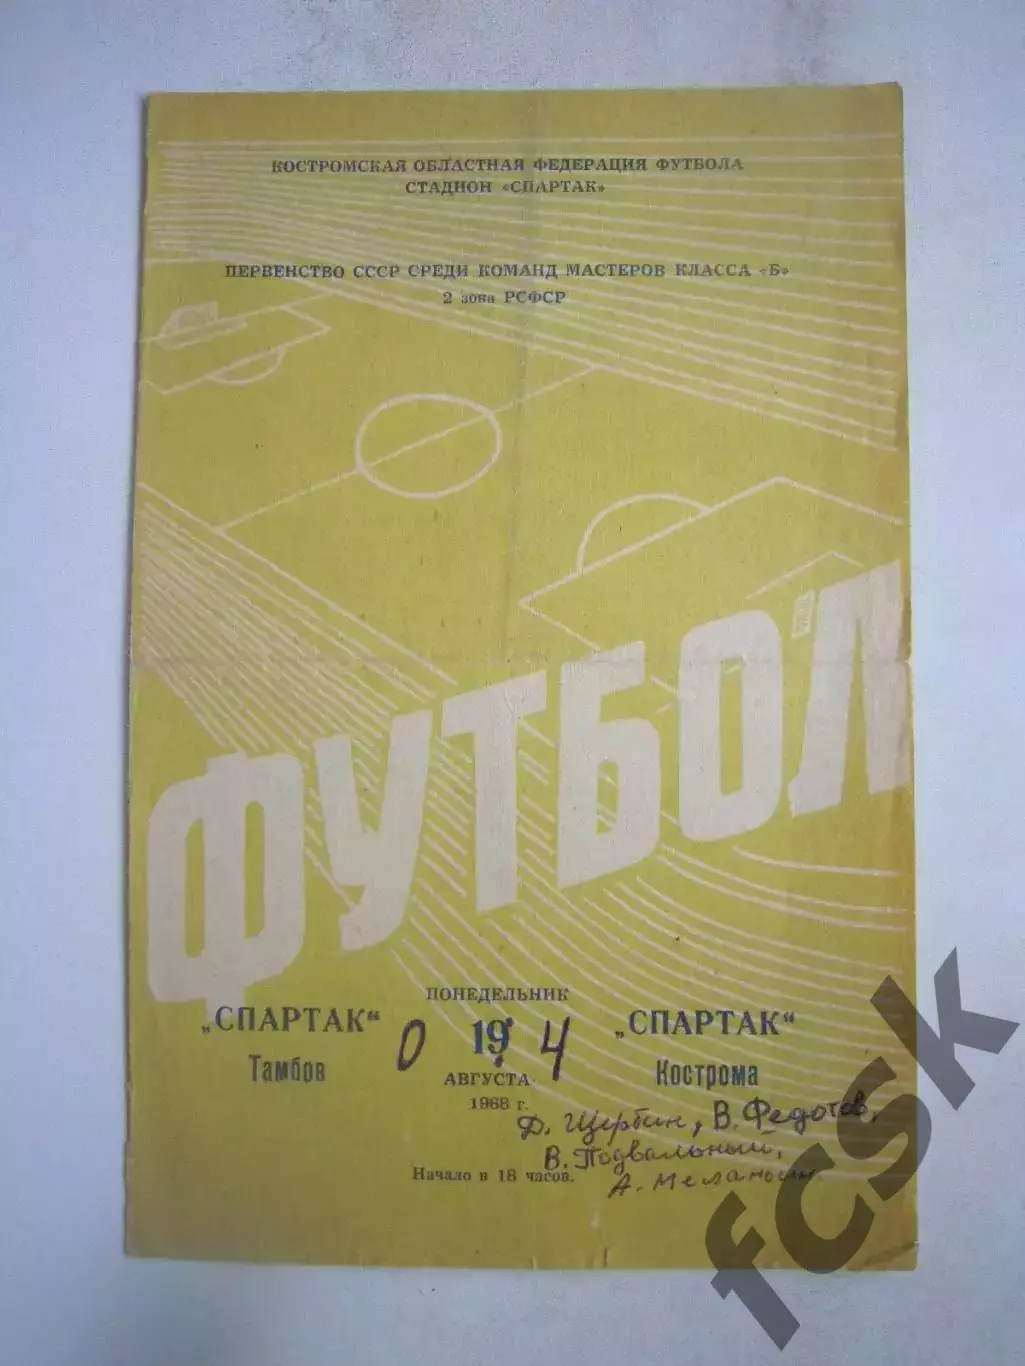 КОСТРОМСКАЯ ОБЛАСТНАЯ ФЕДЕРАЦИЯ ФУТБОЛА
СТАДИОН «СПАРТАК»
ПЕРВЕНСТВО СССР СРЕДИ КОМАНД МАСТЕРОВ КЛАССА «Б»
2 зона РСФСР
ФУТБОЛ
ПОНЕДЕЛЬНИК
„СПАРТАК“ 0 19 4 „СПАРТАК“
Тамбов АВГУСТА Кострома
1968 г.
Д. Щербин, В. Федотов,
В. Подвальный,
Начало в 18 часов. А. Меланьин.
fcsk